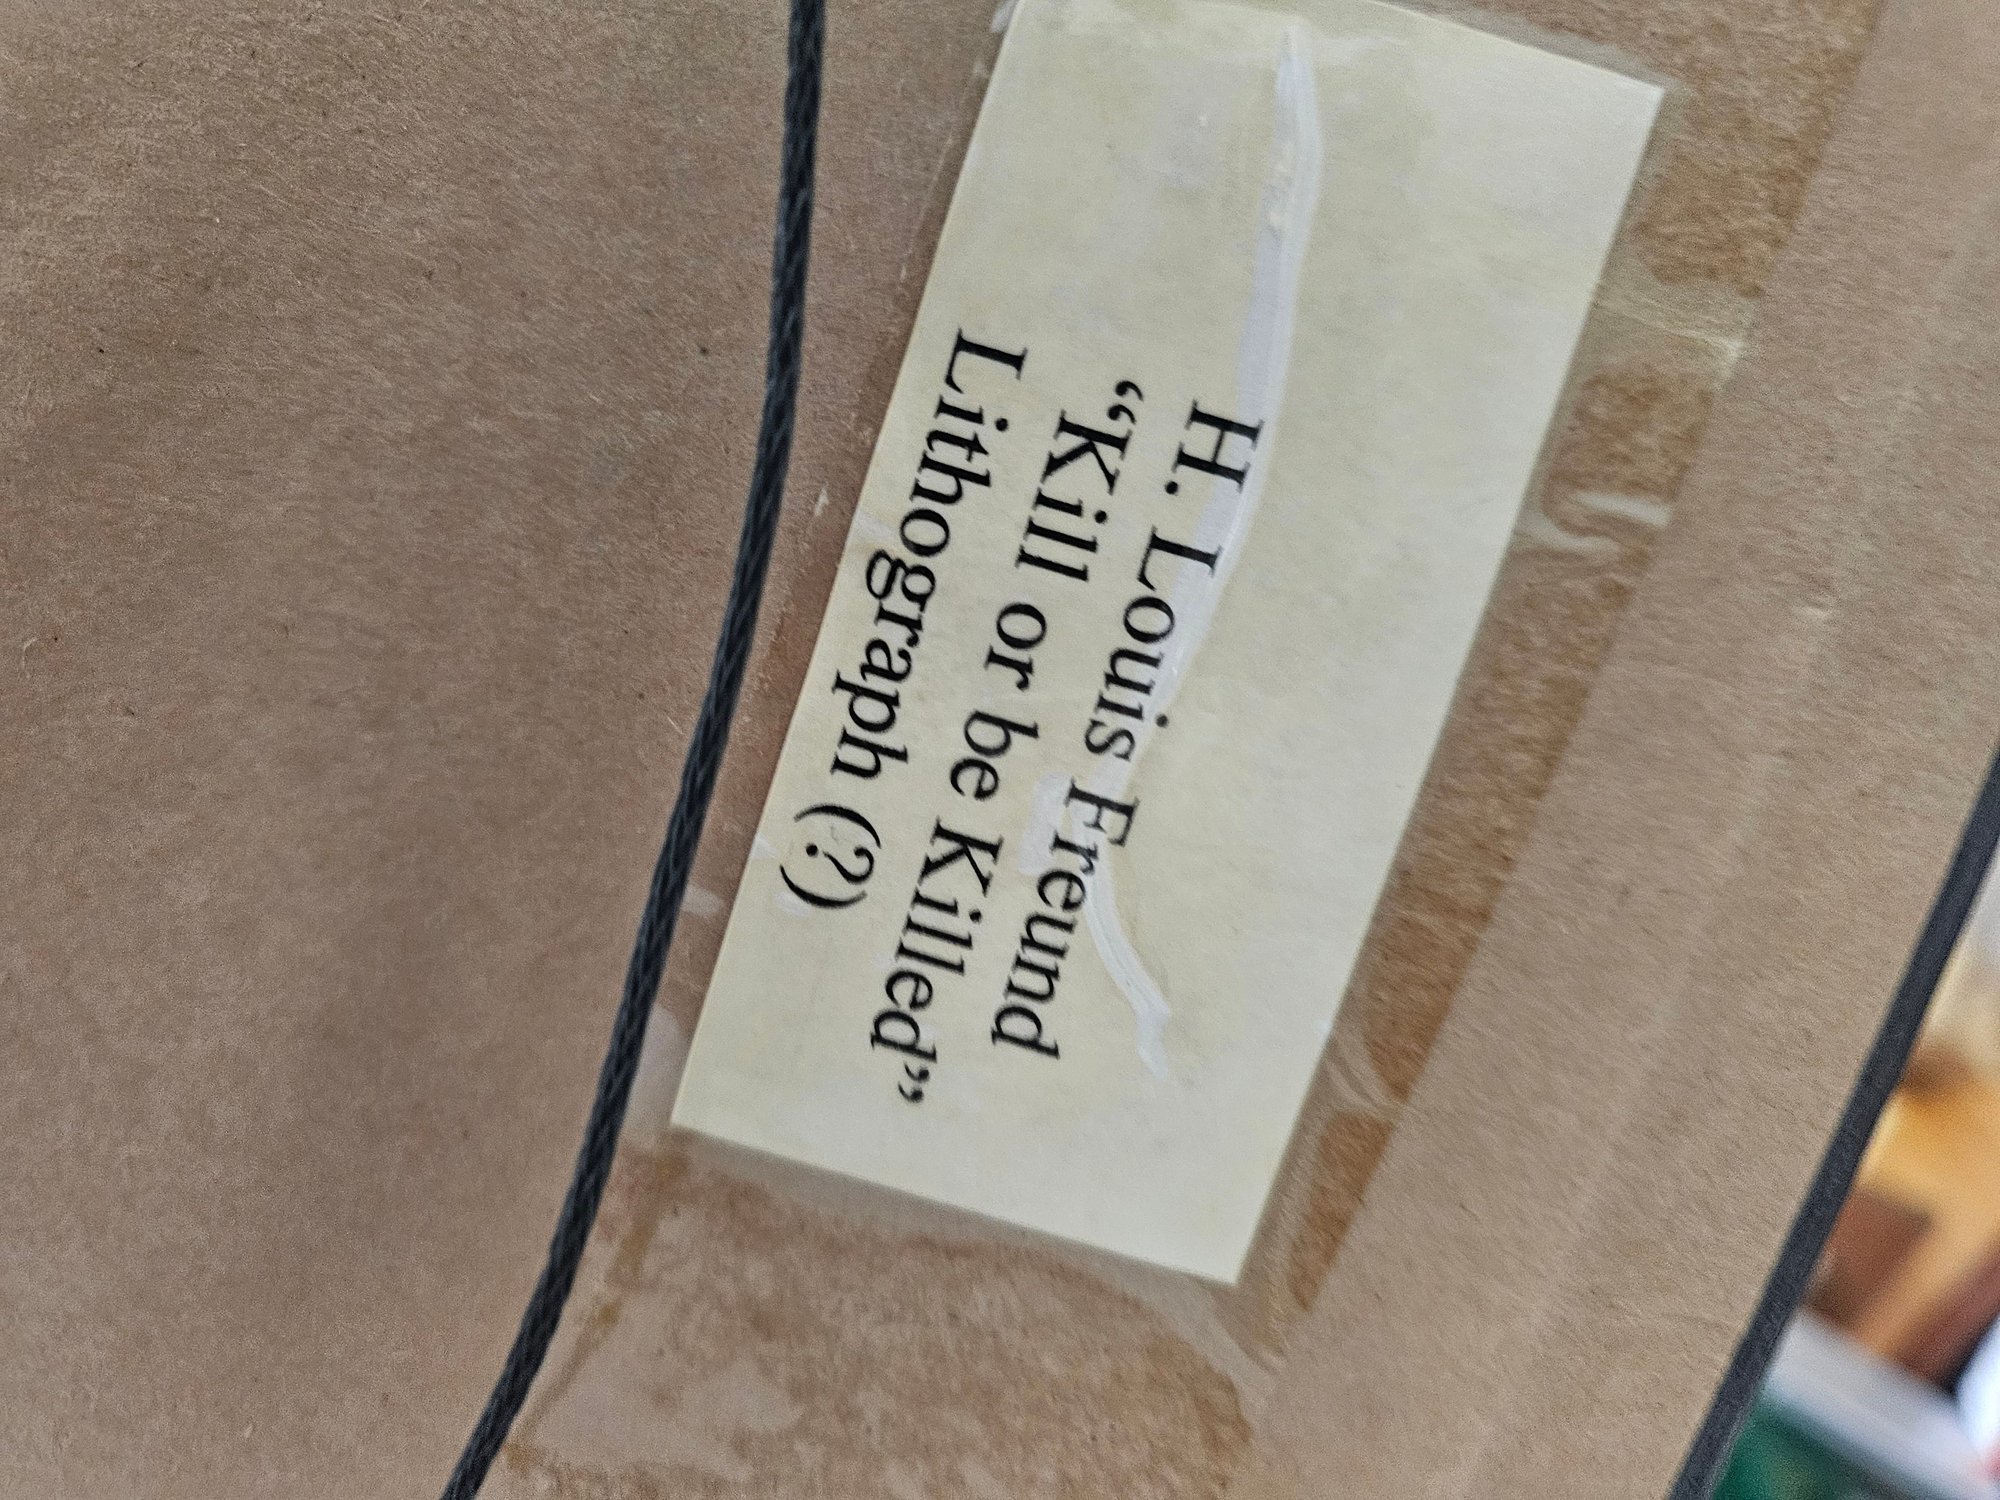 H. Louis Freund
“Kill or be Killed”
Lithograph (?)